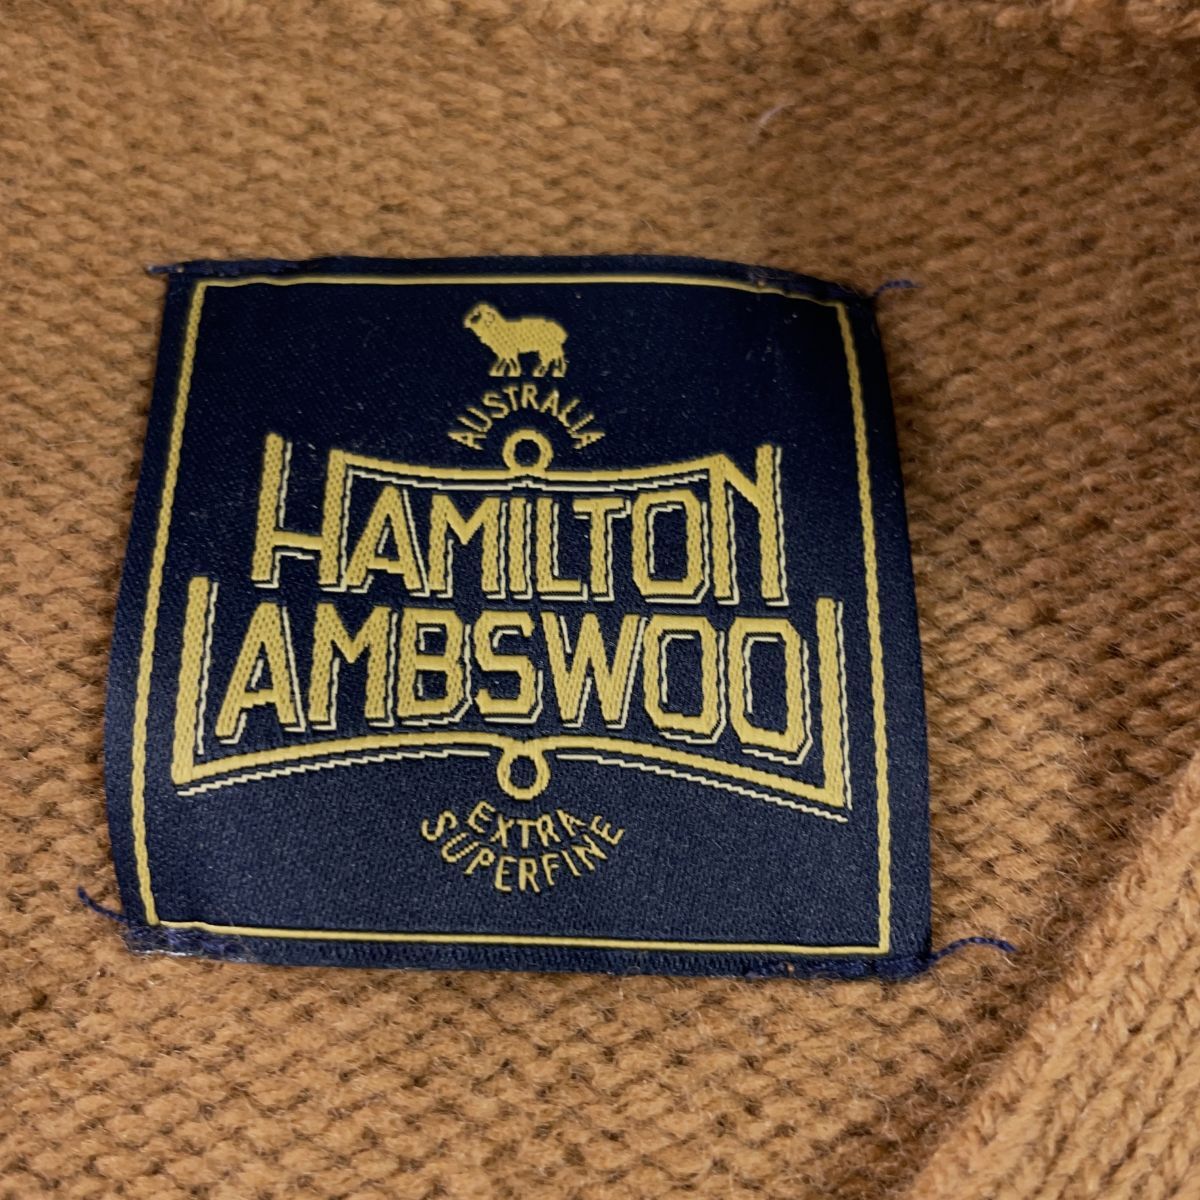 AUSTRALIA
HAMILTON
LAMBSWOOL
EXTRA
SUPERFINE